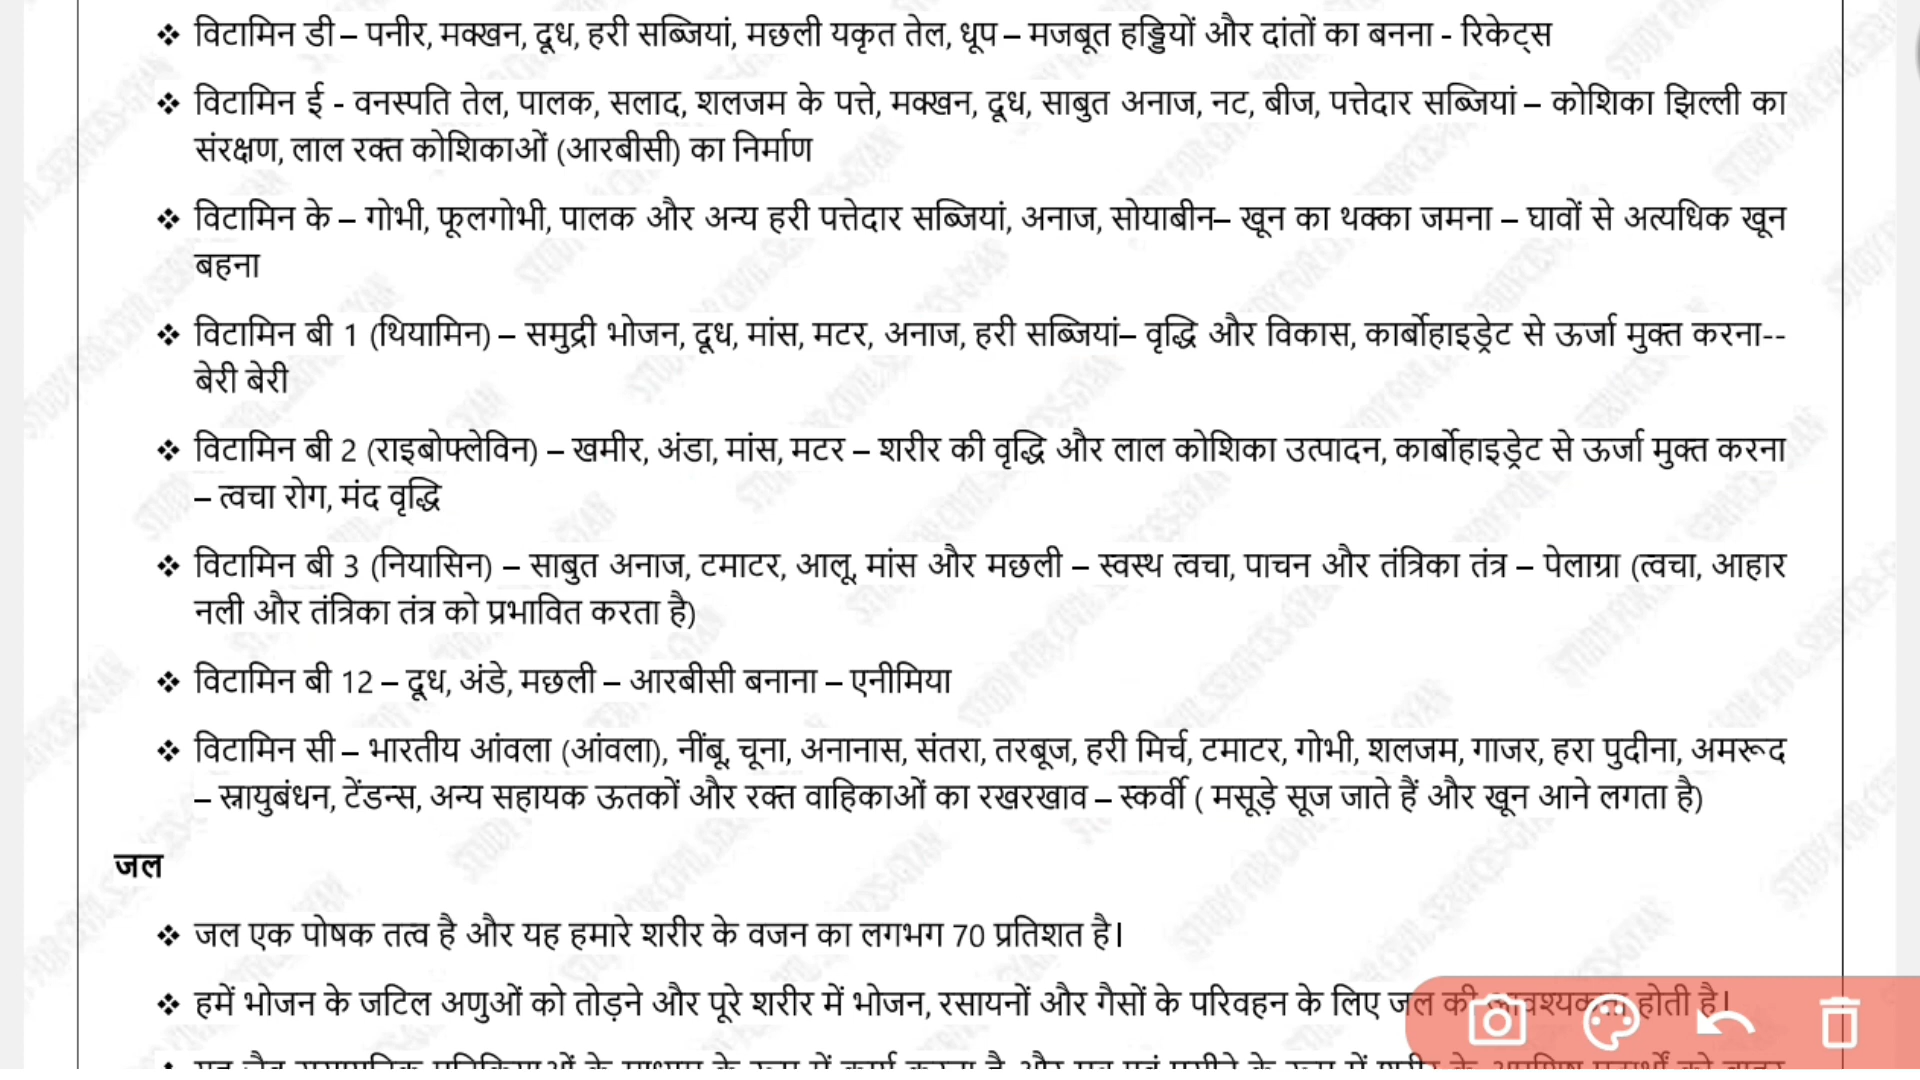 ❖ विटामिन डी – पनीर, मक्खन, दूध, हरी सब्जियां, मछली यकृत तेल, धूप – मजबूत हड्डियों और दांतों का बनना - रिकेट्स
❖ विटामिन ई - वनस्पति तेल, पालक, सलाद, शलजम के पत्ते, मक्खन, दूध, साबुत अनाज, नट, बीज, पत्तेदार सब्जियां – कोशिका झिल्ली का
संरक्षण, लाल रक्त कोशिकाओं (आरबीसी) का निर्माण
❖ विटामिन के – गोभी, फूलगोभी, पालक और अन्य हरी पत्तेदार सब्जियां, अनाज, सोयाबीन– खून का थक्का जमना – घावों से अत्यधिक खून
बहना
❖ विटामिन बी 1 (थियामिन) – समुद्री भोजन, दूध, मांस, मटर, अनाज, हरी सब्जियां– वृद्धि और विकास, कार्बोहाइड्रेट से ऊर्जा मुक्त करना--
बेरी बेरी
❖ विटामिन बी 2 (राइबोफ्लेविन) – खमीर, अंडा, मांस, मटर – शरीर की वृद्धि और लाल कोशिका उत्पादन, कार्बोहाइड्रेट से ऊर्जा मुक्त करना
– त्वचा रोग, मंद वृद्धि
❖ विटामिन बी 3 (नियासिन) – साबुत अनाज, टमाटर, आलू, मांस और मछली – स्वस्थ त्वचा, पाचन और तंत्रिका तंत्र – पेलाग्रा (त्वचा, आहार
नली और तंत्रिका तंत्र को प्रभावित करता है)
❖ विटामिन बी 12 – दूध, अंडे, मछली – आरबीसी बनाना – एनीमिया
❖ विटामिन सी – भारतीय आंवला (आंवला), नींबू, चूना, अनानास, संतरा, तरबूज, हरी मिर्च, टमाटर, गोभी, शलजम, गाजर, हरा पुदीना, अमरूद
– स्नायुबंधन, टेंडन्स, अन्य सहायक ऊतकों और रक्त वाहिकाओं का रखरखाव – स्कर्वी ( मसूड़े सूज जाते हैं और खून आने लगता है)
जल
❖ जल एक पोषक तत्व है और यह हमारे शरीर के वजन का लगभग 70 प्रतिशत है।
❖ हमें भोजन के जटिल अणुओं को तोड़ने और पूरे शरीर में भोजन, रसायनों और गैसों के परिवहन के लिए जल की आवश्यकता होती है।